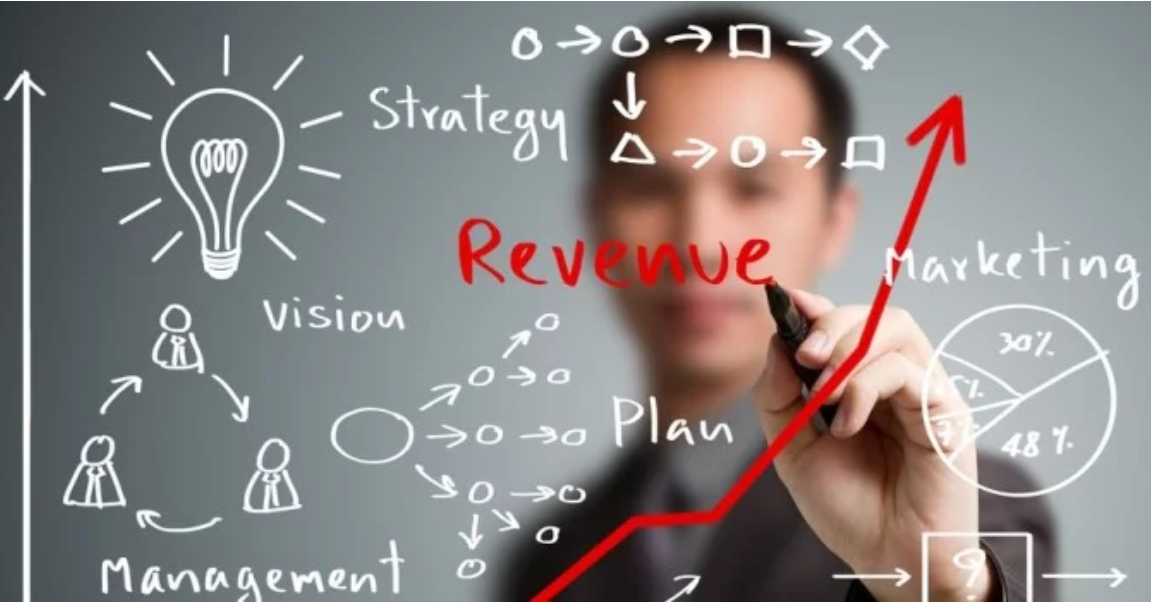 Strategy
Revenue
Marketing
Vision
30%
Plan
48%
Management
?